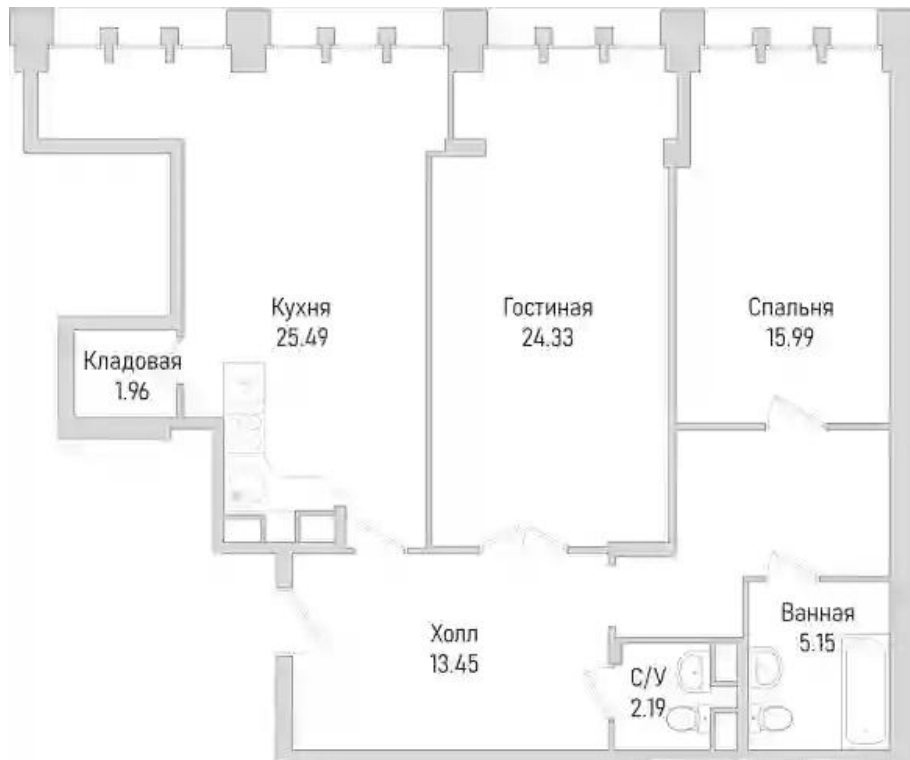 Кухня
25.49
Гостиная
24.33
Спальня
15.99
Кладовая
1.96
Холл
13.45
С/У
2.19
Ванная
5.15